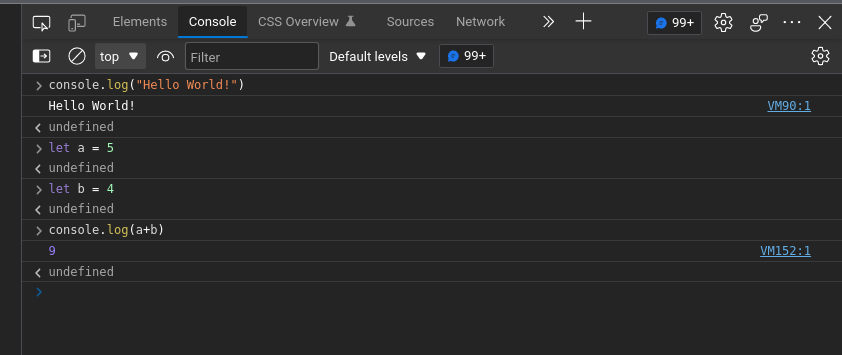 Elements Console CSS Overview Sources Network 99+
top Filter Default levels 99+
console.log("Hello World!")
Hello World! VM90:1
undefined
let a = 5
undefined
let b = 4
undefined
console.log(a+b)
9 VM152:1
undefined